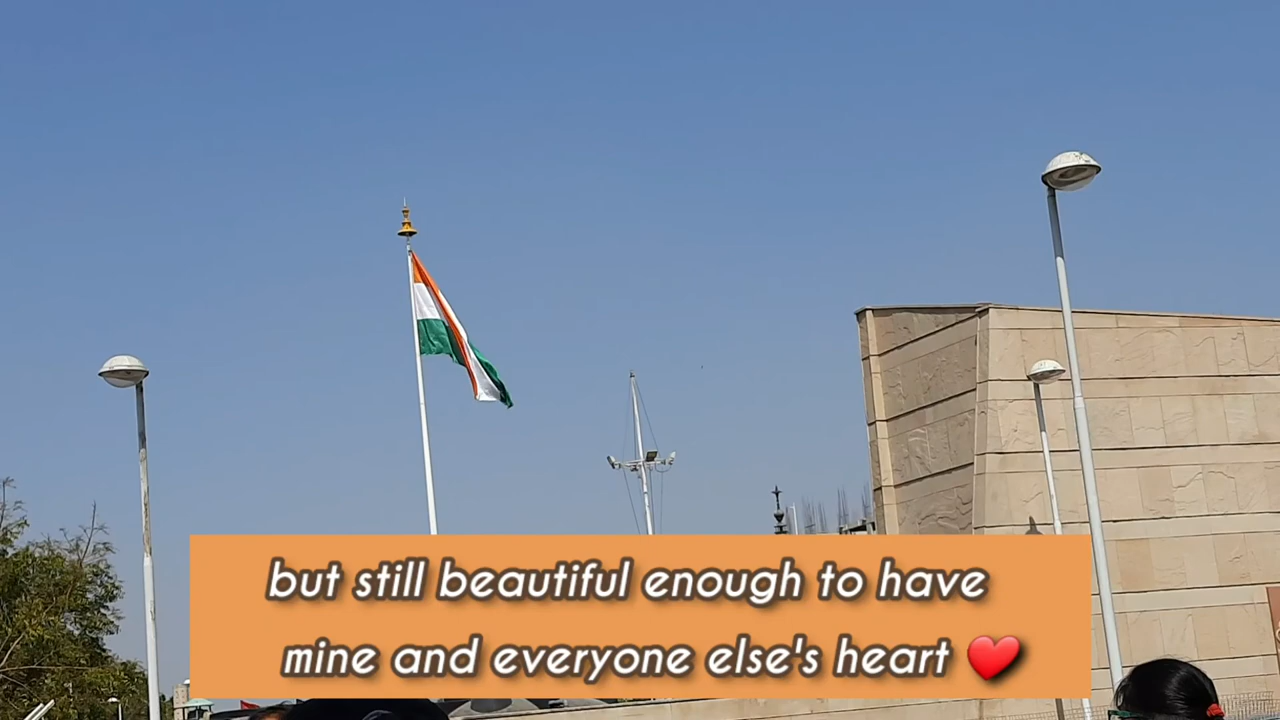 but still beautiful enough to have
mine and everyone else's heart ❤️